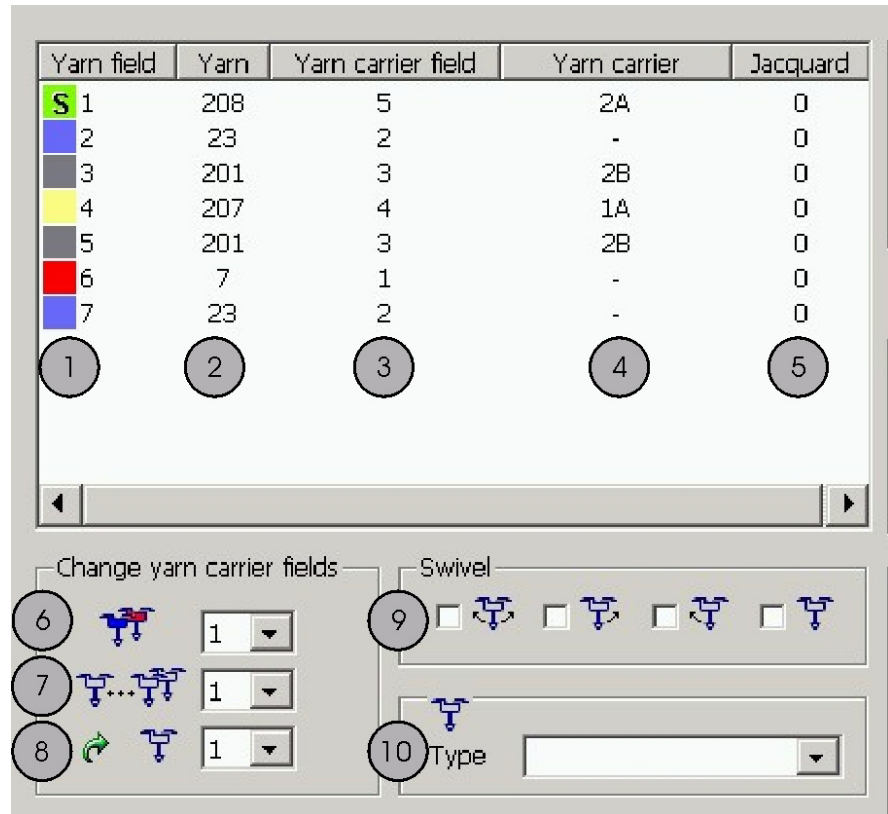 Yarn field Yarn Yarn carrier field Yarn carrier Jacquard
S 1 208 5 2A 0
2 23 2 - 0
3 201 3 2B 0
4 207 4 1A 0
5 201 3 2B 0
6 7 1 - 0
7 23 2 - 0
1 2 3 4 5
Change yarn carrier fields
6 1
7 ... 1
8 1
Swivel
9
10 Type